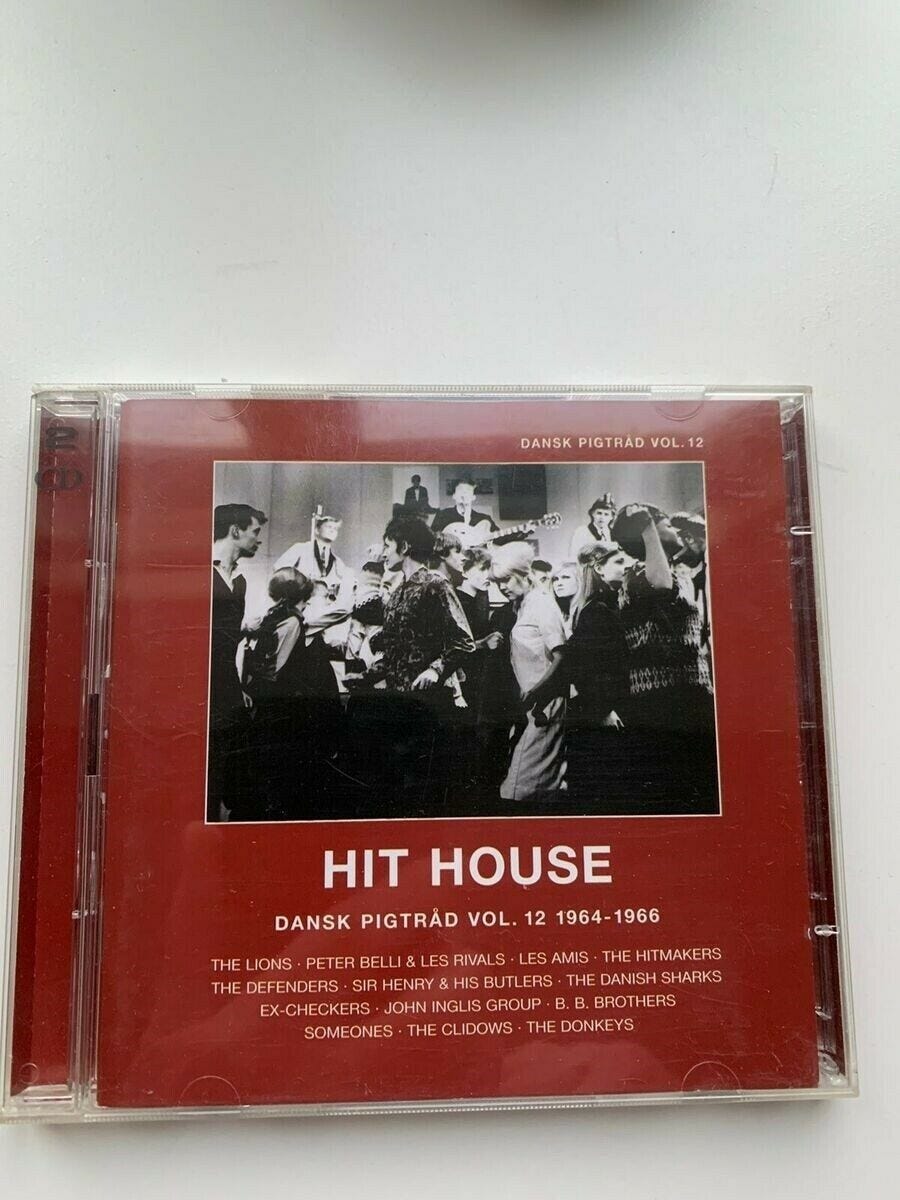 2
CD
DANSK PIGTRÅD VOL. 12
HIT HOUSE
DANSK PIGTRÅD VOL. 12 1964-1966
THE LIONS · PETER BELLI & LES RIVALS · LES AMIS · THE HITMAKERS
THE DEFENDERS · SIR HENRY & HIS BUTLERS · THE DANISH SHARKS
EX-CHECKERS · JOHN INGLIS GROUP · B. B. BROTHERS
SOMEONES · THE CLIDOWS · THE DONKEYS